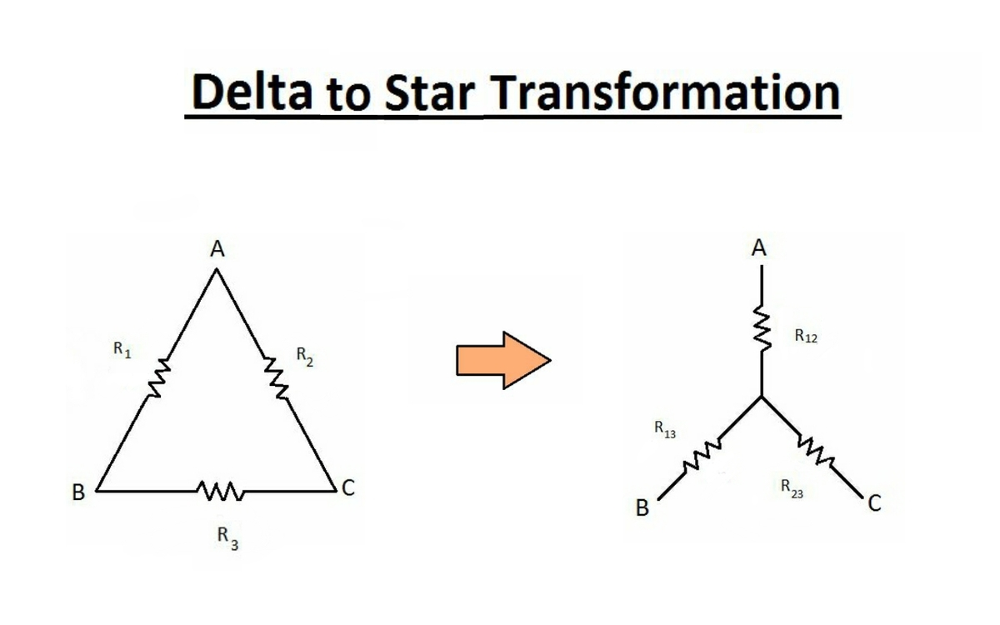 Delta to Star Transformation
A
A
R1
R2
R12
R13
B
C
R23
B
C
R3